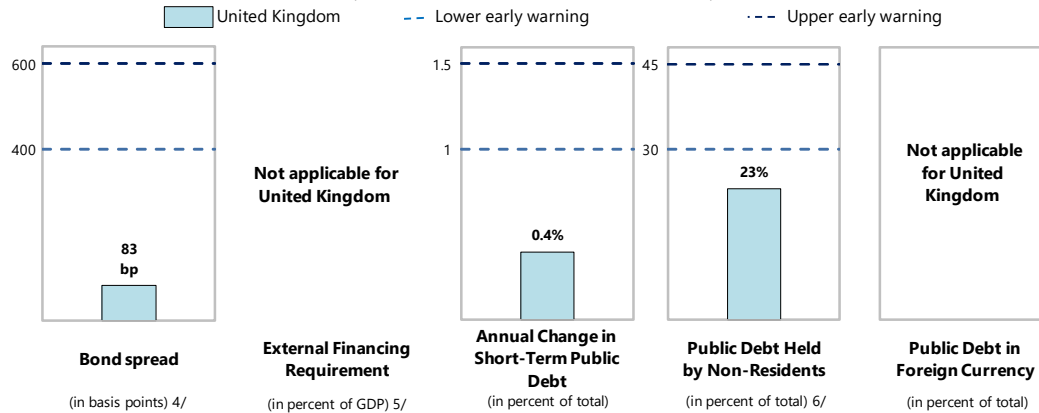 United Kingdom
Lower early warning
Upper early warning
600
400
83
bp
Bond spread
(in basis points) 4/
Not applicable for
United Kingdom
External Financing
Requirement
(in percent of GDP) 5/
1.5
1
0.4%
Annual Change in
Short-Term Public
Debt
(in percent of total)
45
30
23%
Public Debt Held
by Non-Residents
(in percent of total) 6/
Not applicable
for United
Kingdom
Public Debt in
Foreign Currency
(in percent of total)